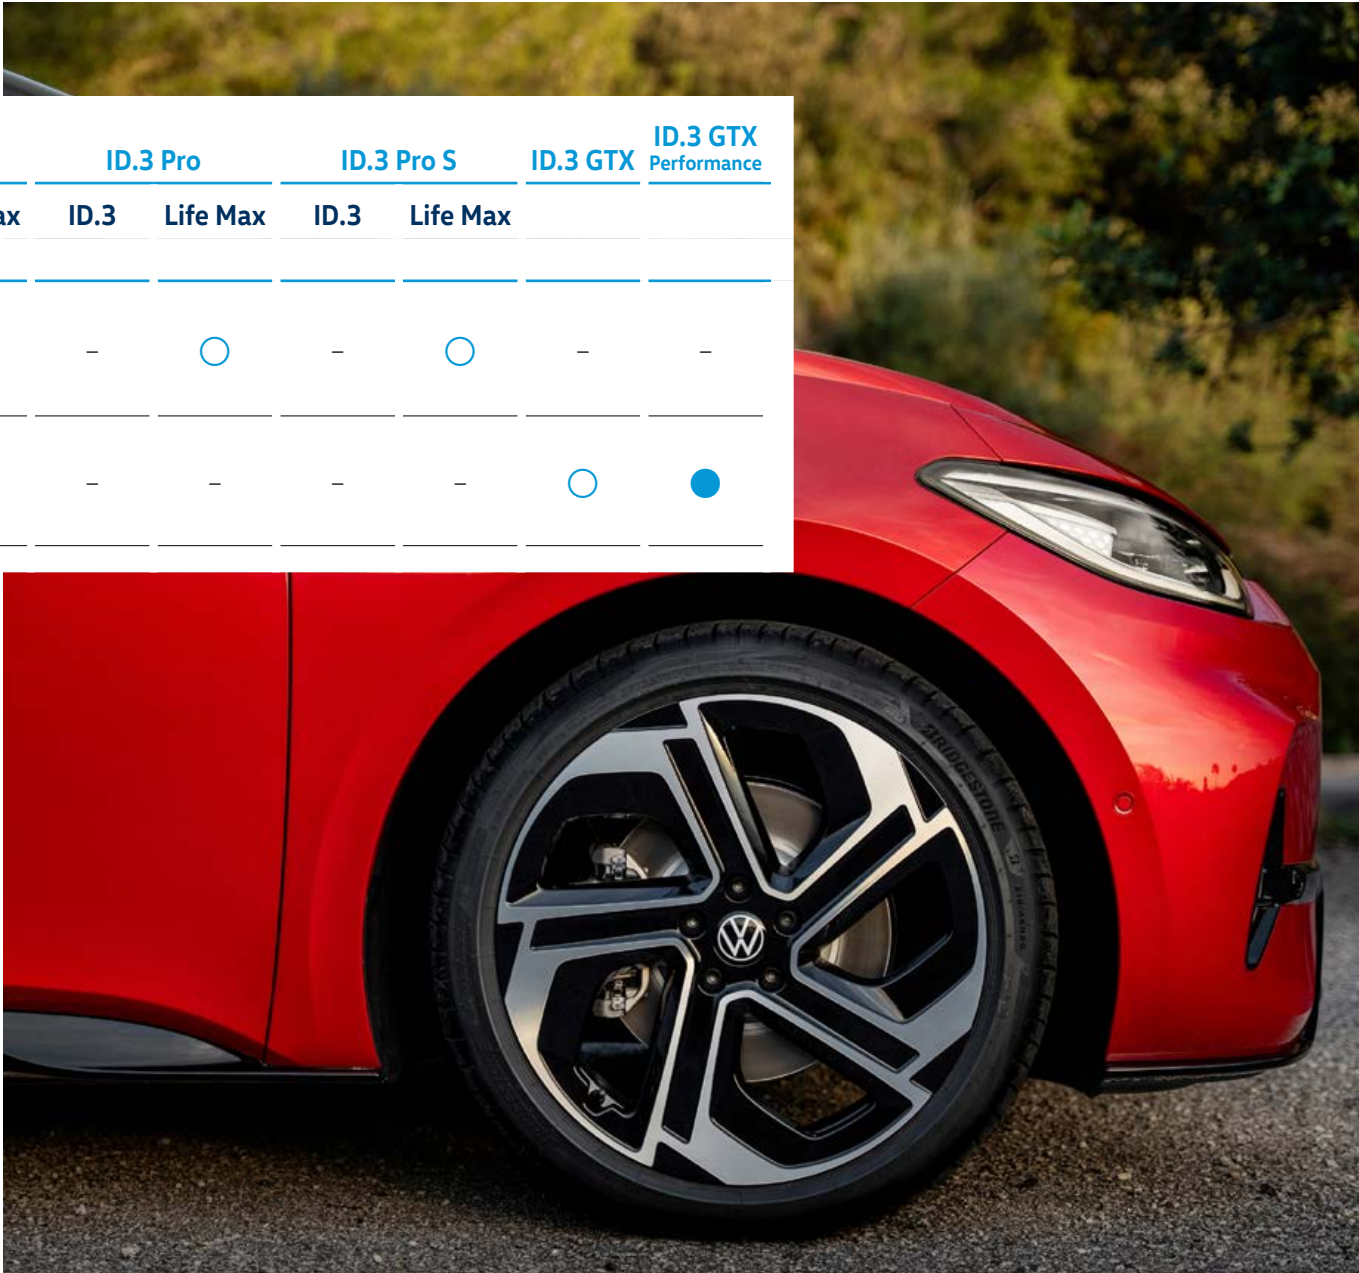 ID.3 Pro ID.3 Pro S ID.3 GTX ID.3 GTX Performance
ax ID.3 Life Max ID.3 Life Max
– ○ – ○ – –
– – – – ○ ●
BRIDGESTONE